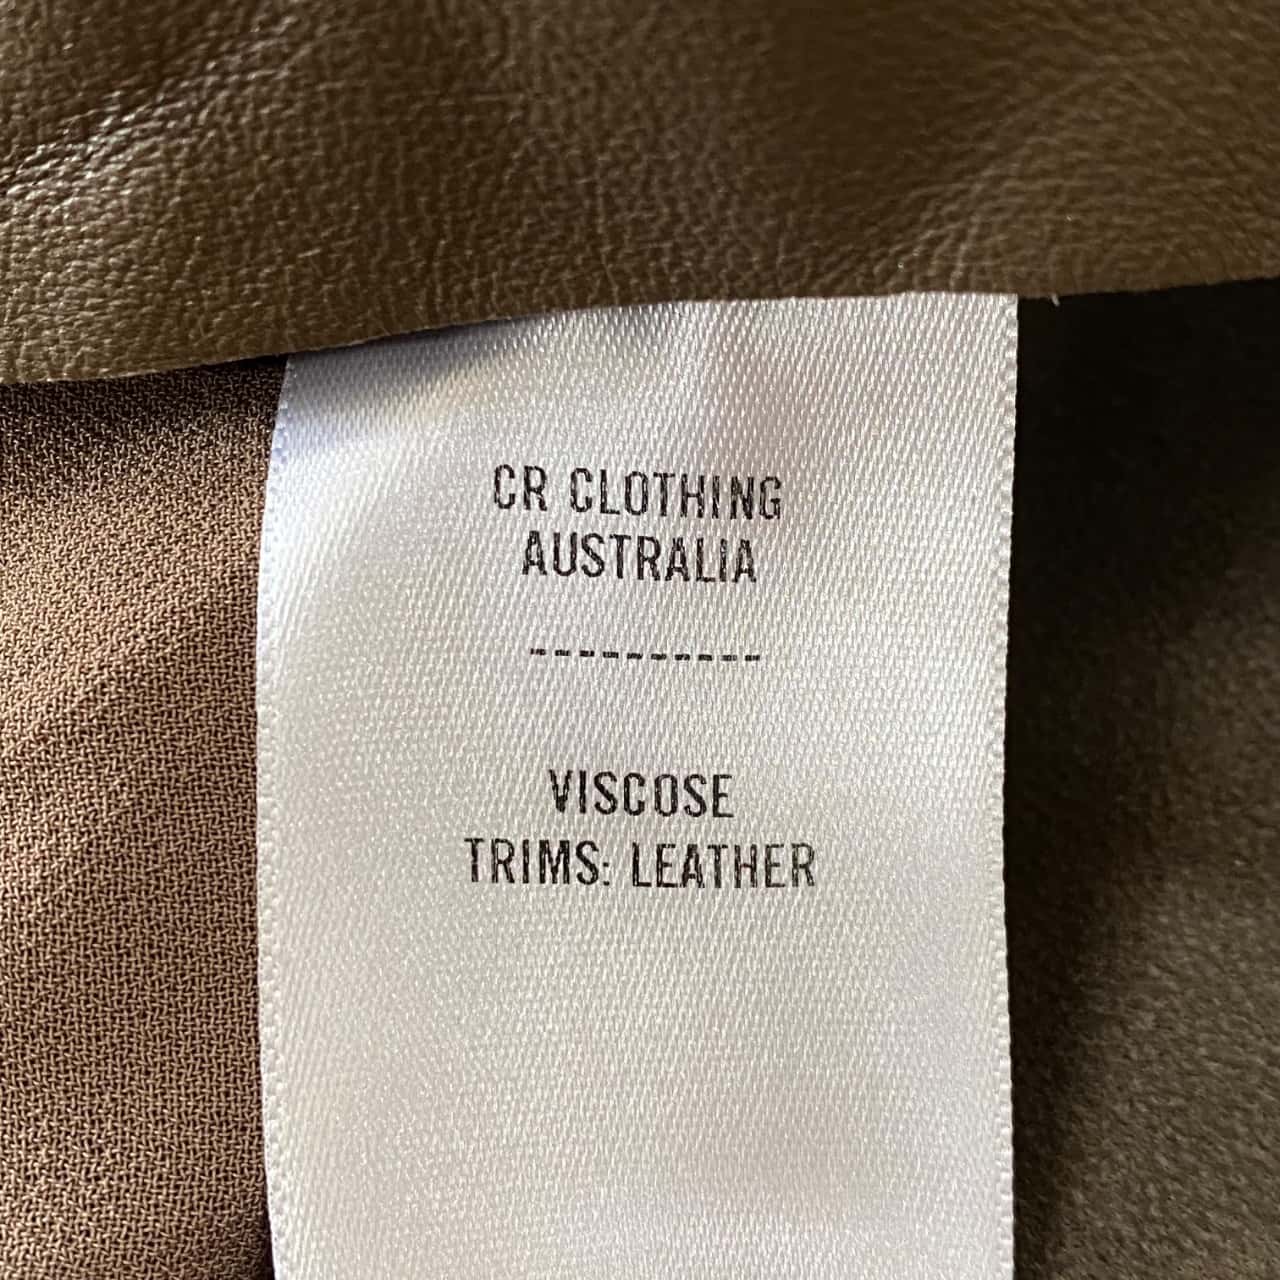 CR CLOTHING
AUSTRALIA
----------
VISCOSE
TRIMS: LEATHER